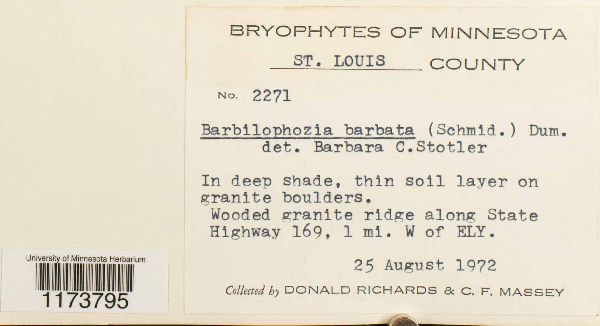 BRYOPHYTES OF MINNESOTA
ST. LOUIS COUNTY
No. 2271
Barbilophozia barbata (Schmid.) Dum.
det. Barbara C.Stotler
In deep shade, thin soil layer on
granite boulders.
Wooded granite ridge along State
Highway 169, 1 mi. W of ELY.
25 August 1972
Collected by DONALD RICHARDS & C. F. MASSEY
University of Minnesota Herbarium
1173795